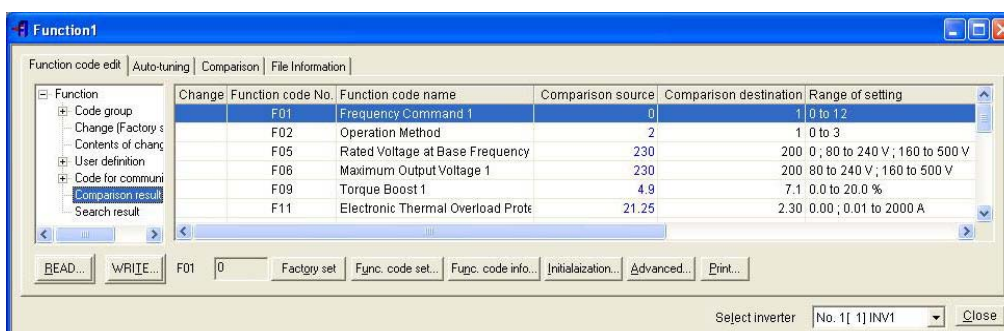 Function1
Function code edit Auto-tuning Comparison File Information
Function
Code group
Change (Factory s
Contents of chang
User definition
Code for communi
Comparison result
Search result
Change Function code No. Function code name Comparison source Comparison destination Range of setting
F01 Frequency Command 1 0 1 0 to 12
F02 Operation Method 2 1 0 to 3
F05 Rated Voltage at Base Frequency 230 200 0 ; 80 to 240 V ; 160 to 500 V
F06 Maximum Output Voltage 1 230 200 80 to 240 V ; 160 to 500 V
F09 Torque Boost 1 4.9 7.1 0.0 to 20.0 %
F11 Electronic Thermal Overload Prote 21.25 2.30 0.00 ; 0.01 to 2000 A
READ... WRITE... F01 0 Factory set Func. code set... Func. code info... Initialaization... Advanced... Print...
Select inverter No. 1[ 1] INV1 Close